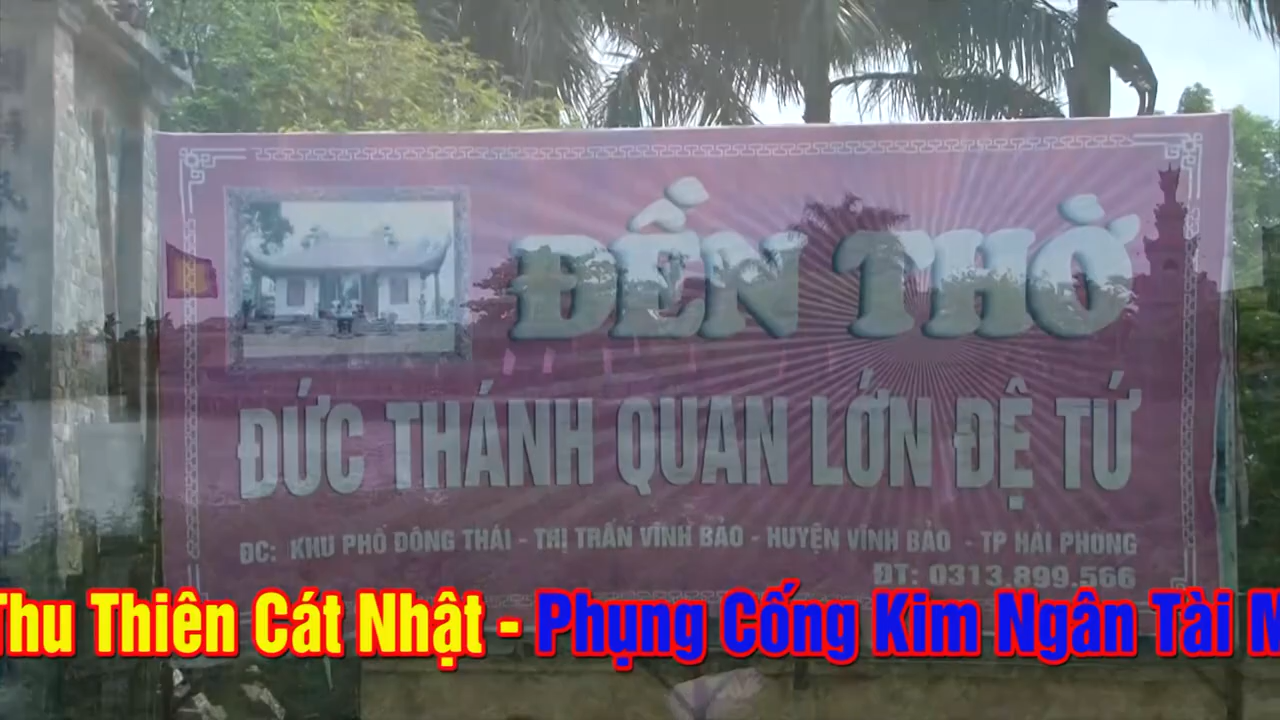 ĐỀN THỜ
ĐỨC THÁNH QUAN LỚN ĐỆ TỨ
ĐC: KHU PHỐ ĐÔNG THÁI - THỊ TRẤN VĨNH BẢO - HUYỆN VĨNH BẢO - TP HẢI PHÒNG
ĐT: 0313.899.566
Thu Thiên Cát Nhật - Phụng Cống Kim Ngân Tài